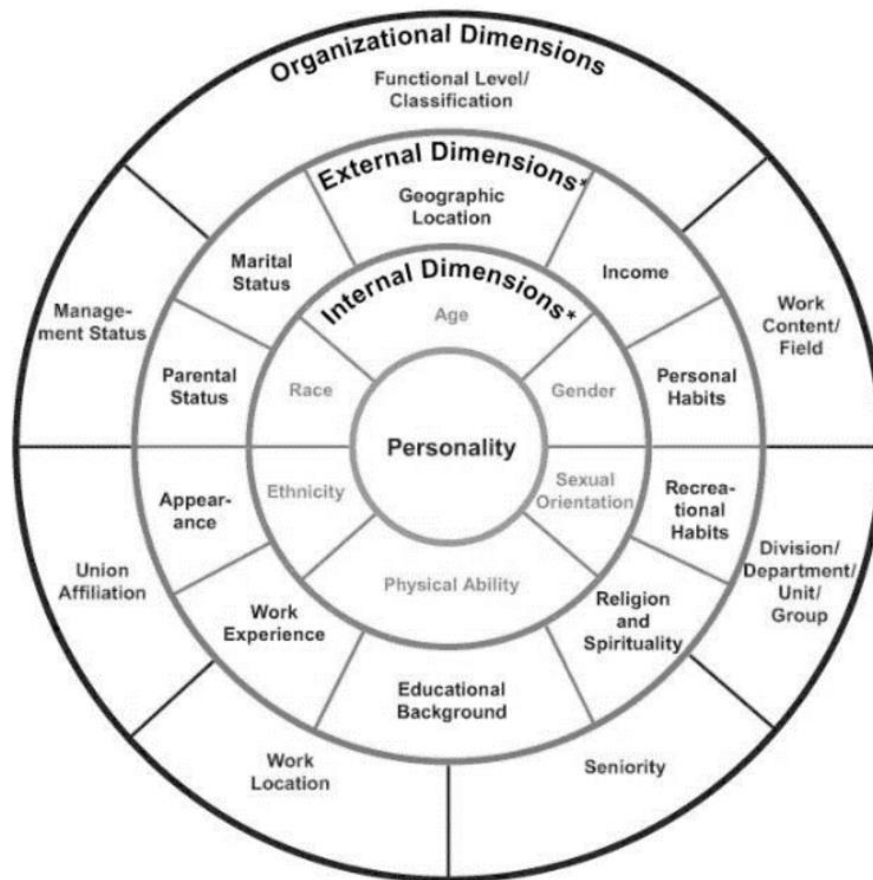 Organizational Dimensions
Functional Level/
Classification
External Dimensions*
Geographic
Location
Marital
Status
Income
Internal Dimensions*
Age
Manage-
ment Status
Work
Content/
Field
Parental
Status
Race
Gender
Personal
Habits
Personality
Appear-
ance
Ethnicity
Sexual
Orientation
Recrea-
tional
Habits
Union
Affiliation
Division/
Department/
Unit/
Group
Physical Ability
Work
Experience
Religion
and
Spirituality
Educational
Background
Work
Location
Seniority